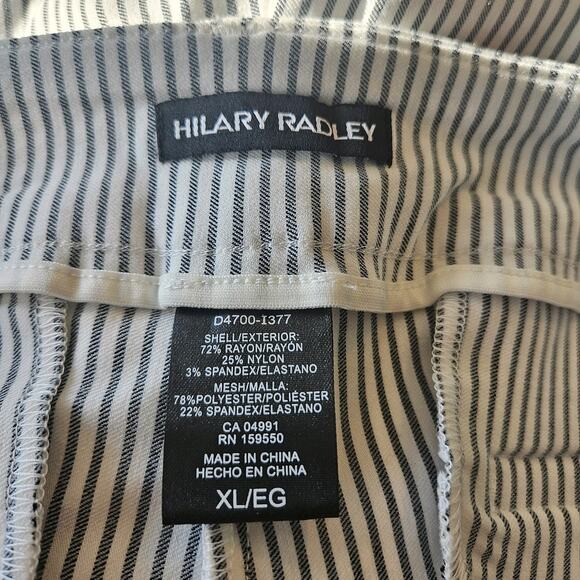 HILARY RADLEY
D4700-I377
SHELL/EXTERIOR:
72% RAYON/RAYÓN
25% NYLON
3% SPANDEX/ELASTANO
MESH/MALLA:
78%POLYESTER/POLIÉSTER
22% SPANDEX/ELASTANO
CA 04991
RN 159550
MADE IN CHINA
HECHO EN CHINA
XL/EG